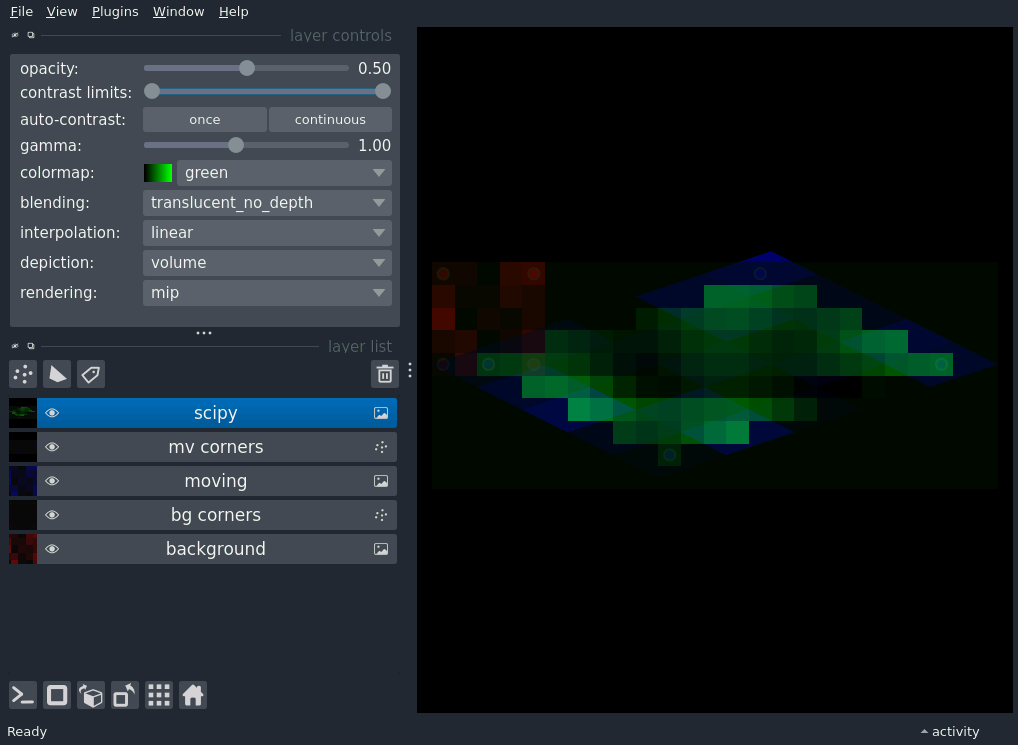 File View Plugins Window Help
layer controls
opacity: 0.50
contrast limits:
auto-contrast: once continuous
gamma: 1.00
colormap: green
blending: translucent_no_depth
interpolation: linear
depiction: volume
rendering: mip
layer list
scipy
mv corners
moving
bg corners
background
Ready activity